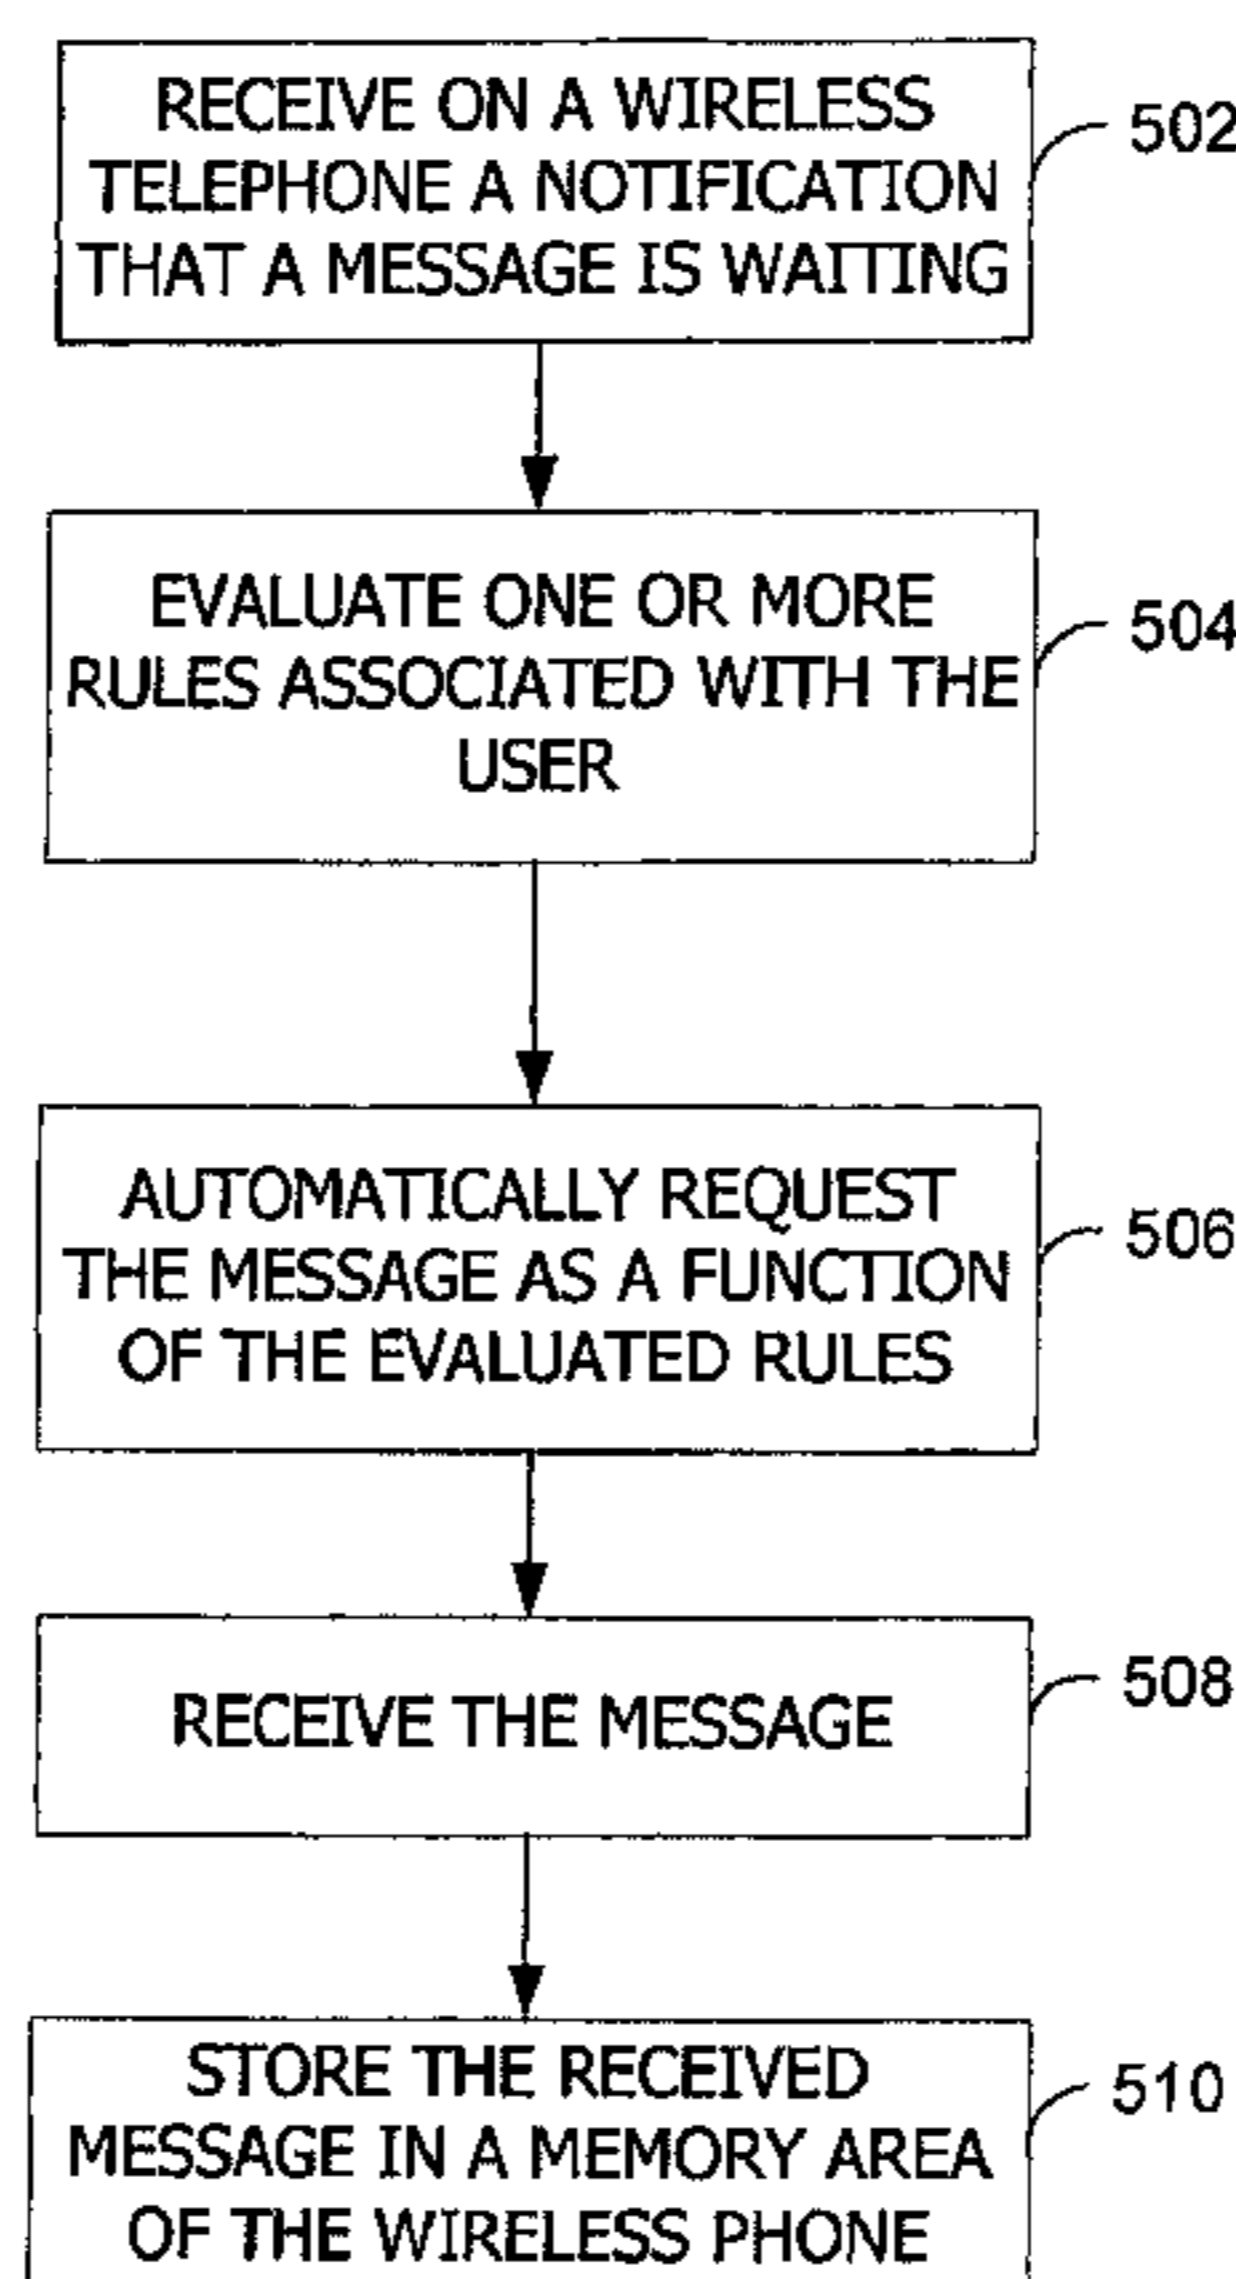 RECEIVE ON A WIRELESS
TELEPHONE A NOTIFICATION
THAT A MESSAGE IS WAITING
502
EVALUATE ONE OR MORE
RULES ASSOCIATED WITH THE
USER
504
AUTOMATICALLY REQUEST
THE MESSAGE AS A FUNCTION
OF THE EVALUATED RULES
506
RECEIVE THE MESSAGE
508
STORE THE RECEIVED
MESSAGE IN A MEMORY AREA
OF THE WIRELESS PHONE
510